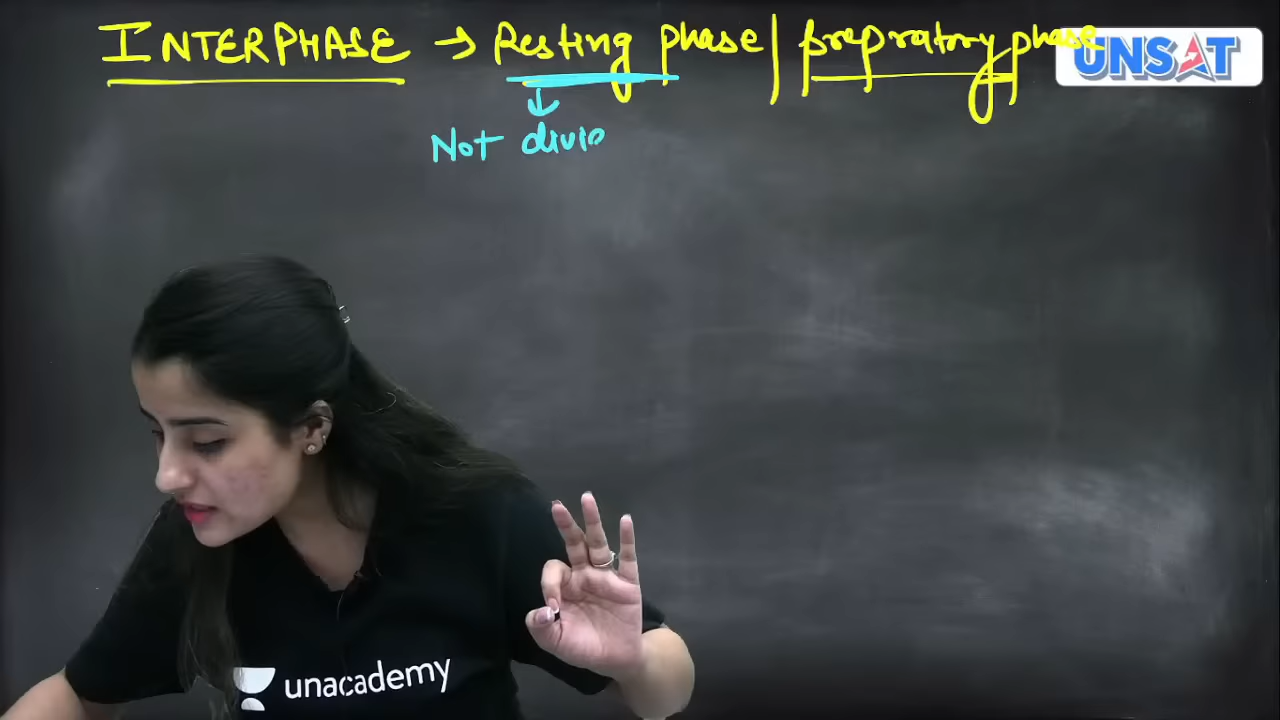 INTERPHASE → Resting phase | prepratory phase
UNSAT
↓
Not divid
unacademy